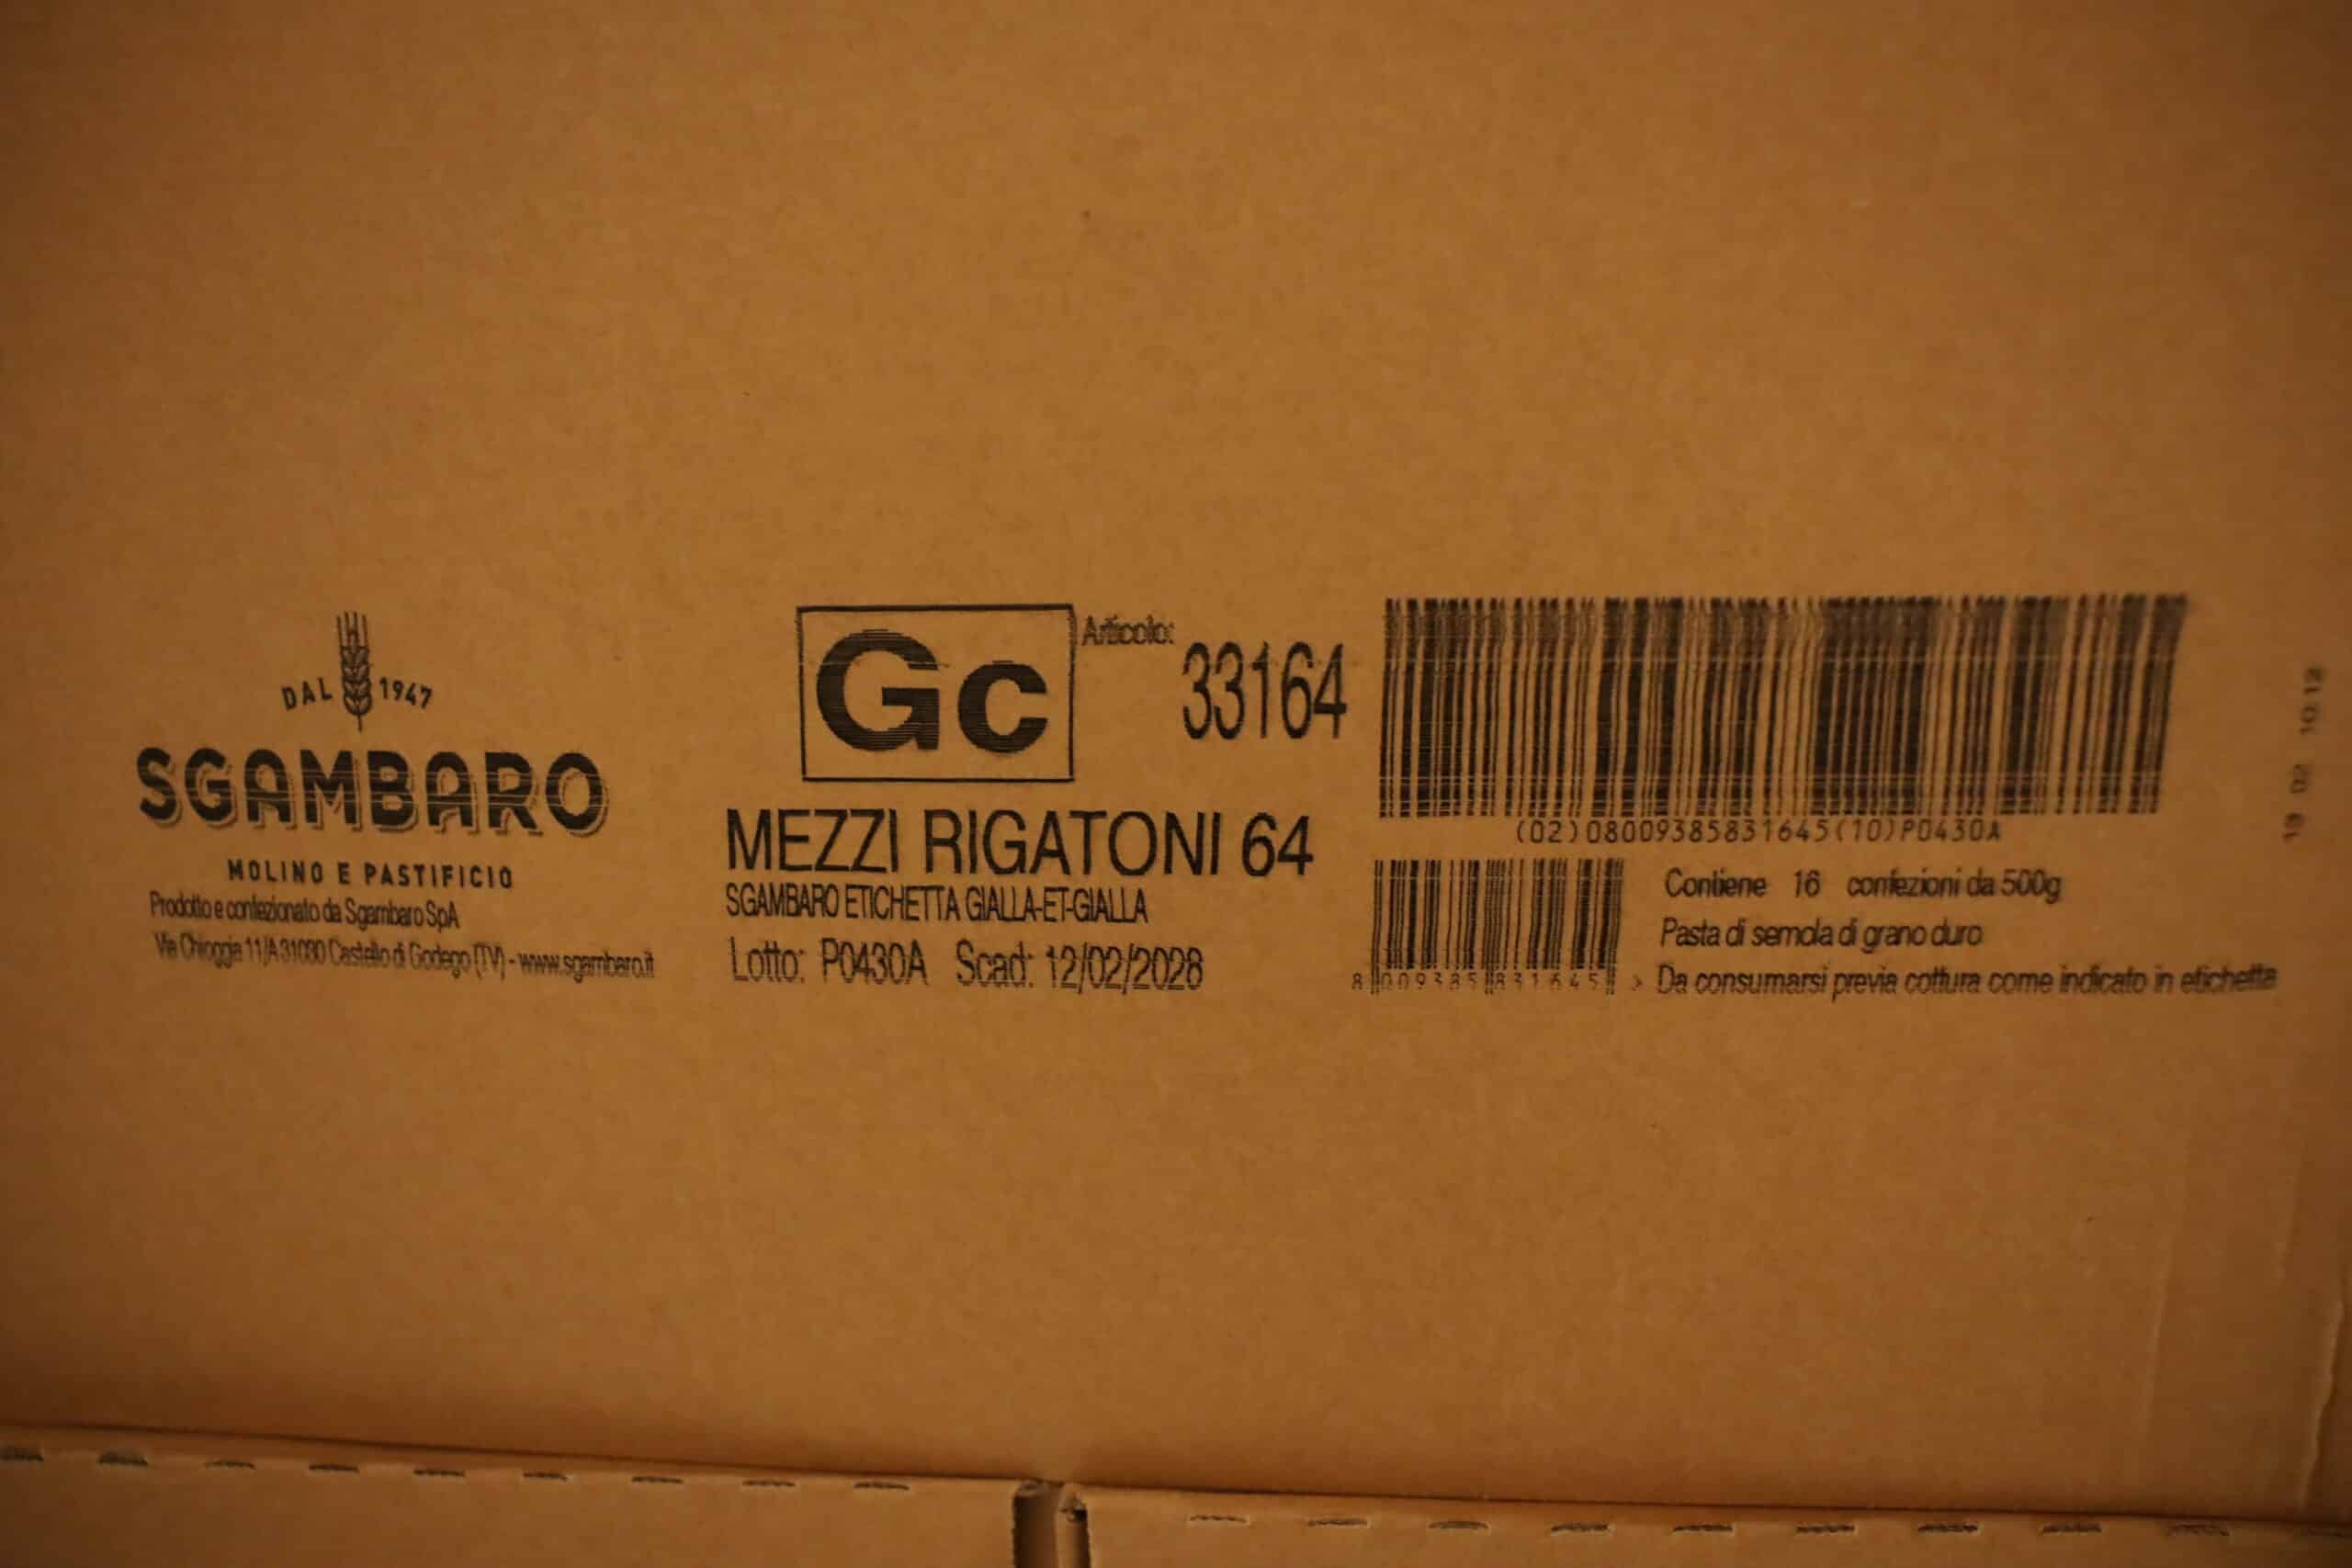 DAL 1947
SGAMBARO
MOLINO E PASTIFICIO
Prodotto e confezionato da Sgambaro SpA
Via Chioggia 11/A 31030 Castello di Godego (TV) - www.sgambaro.it
Gc
Articolo:
33164
MEZZI RIGATONI 64
SGAMBARO ETICHETTA GIALLA-ET-GIALLA
Lotto: P0430A Scad: 12/02/2028
(02)08009385831645(10)P0430A
8 009385 831645 >
Contiene 16 confezioni da 500g
Pasta di semola di grano duro
Da consumarsi previa cottura come indicato in etichetta
10:12